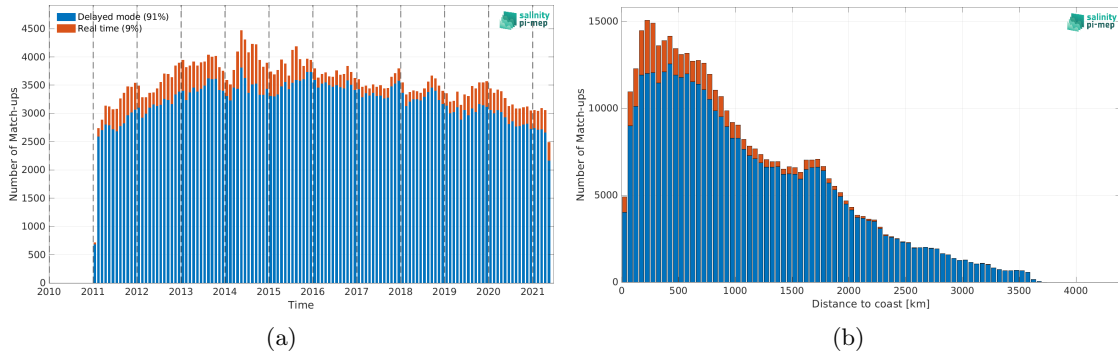 Delayed mode (91%)
Real time (9%)
salinity
pi-mep
4500
4000
3500
3000
2500
2000
1500
1000
500
0
Number of Match-ups
2010 2011 2012 2013 2014 2015 2016 2017 2018 2019 2020 2021
Time
(a)
salinity
pi-mep
15000
10000
5000
0
Number of Match-ups
0 500 1000 1500 2000 2500 3000 3500 4000
Distance to coast [km]
(b)